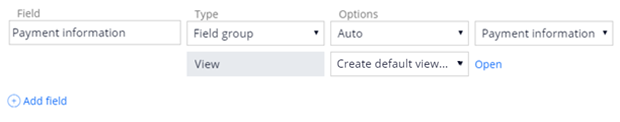 Field Type Options
Payment information Field group Auto Payment information
View Create default view... Open
Add field